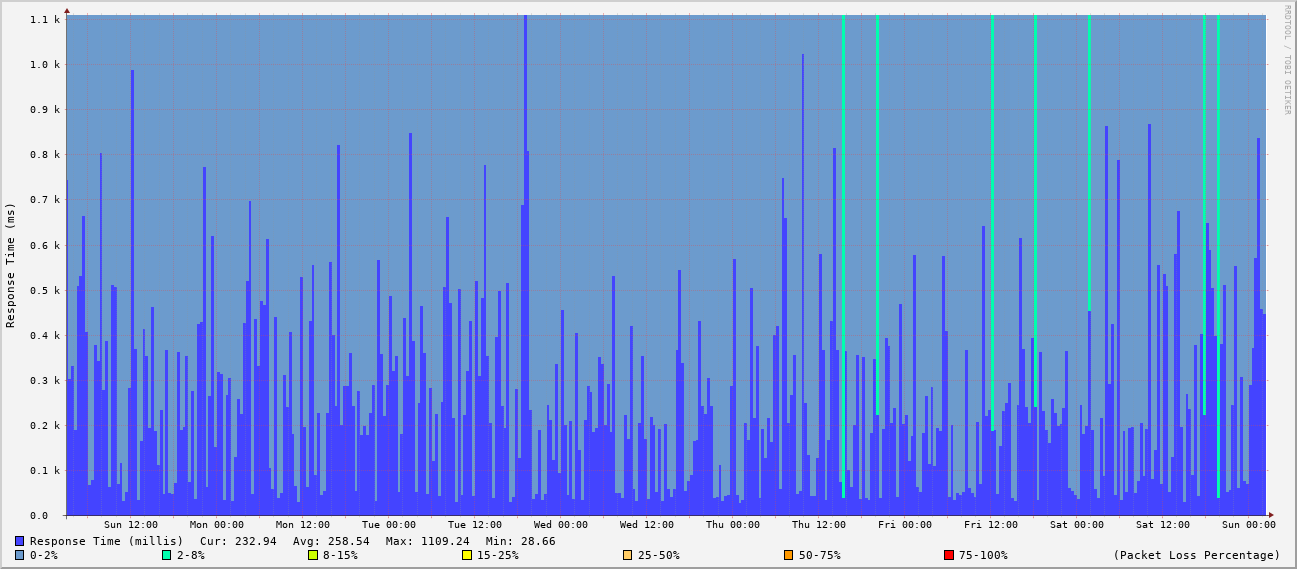 RRDTOOL / TOBI OETIKER
Response Time (ms)
1.1 k
1.0 k
0.9 k
0.8 k
0.7 k
0.6 k
0.5 k
0.4 k
0.3 k
0.2 k
0.1 k
0.0
Sun 12:00 Mon 00:00 Mon 12:00 Tue 00:00 Tue 12:00 Wed 00:00 Wed 12:00 Thu 00:00 Thu 12:00 Fri 00:00 Fri 12:00 Sat 00:00 Sat 12:00 Sun 00:00
Response Time (millis) Cur: 232.94 Avg: 258.54 Max: 1109.24 Min: 28.66
0-2% 2-8% 8-15% 15-25% 25-50% 50-75% 75-100% (Packet Loss Percentage)